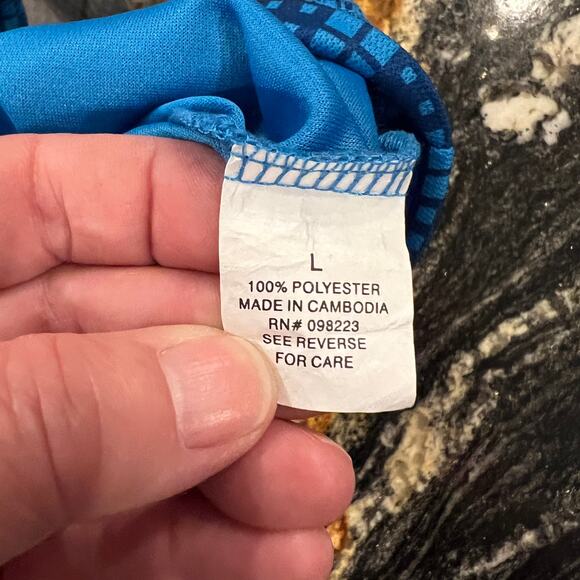 L
100% POLYESTER
MADE IN CAMBODIA
RN# 098223
SEE REVERSE
FOR CARE